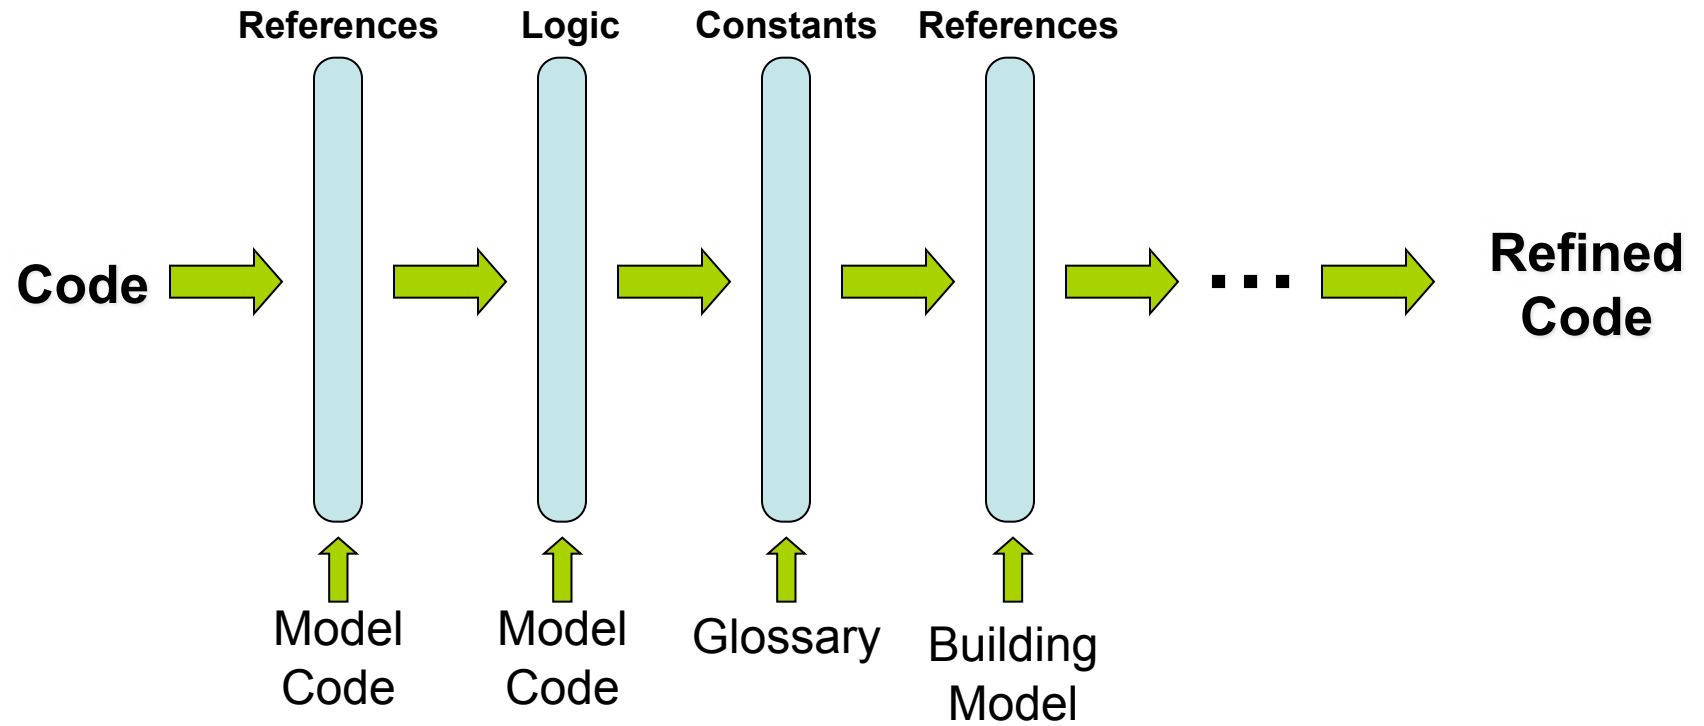 References
Logic
Constants
References
Code
...
Refined
Code
Model
Code
Model
Code
Glossary
Building
Model